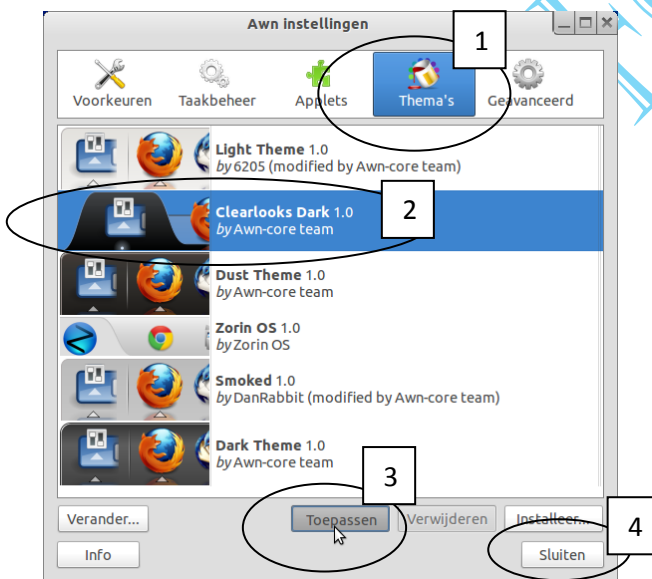 Awn instellingen
1
Voorkeuren Taakbeheer Applets Thema's Geavanceerd
Light Theme 1.0
by 6205 (modified by Awn-core team)
2
Clearlooks Dark 1.0
by Awn-core team
Dust Theme 1.0
by Awn-core team
Zorin OS 1.0
by Zorin OS
Smoked 1.0
by DanRabbit (modified by Awn-core team)
Dark Theme 1.0
by Awn-core team
3
Verander... Toepassen Verwijderen Installeer...
4
Info Sluiten